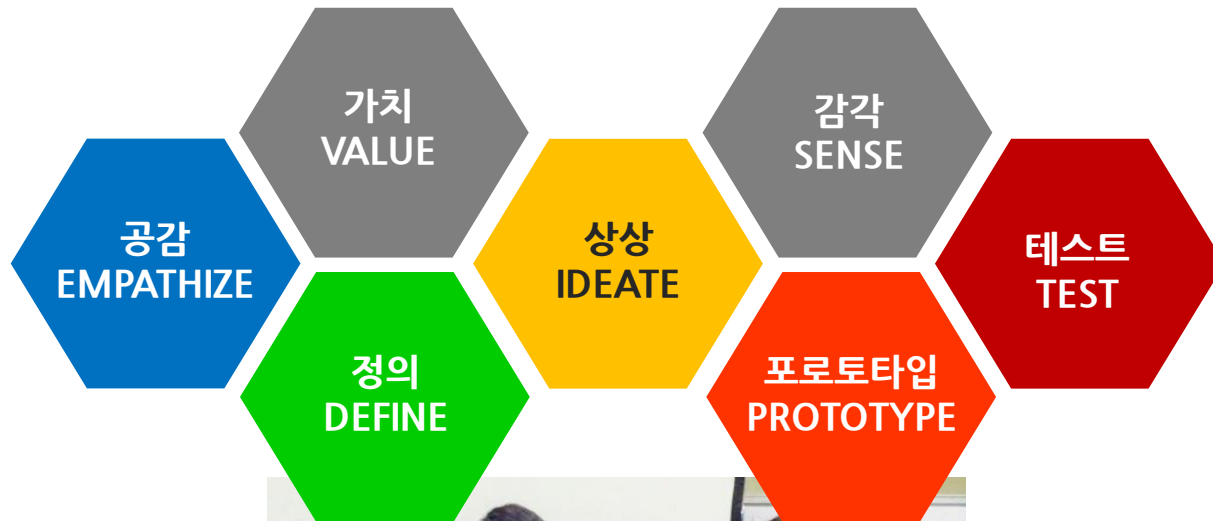 가치
VALUE
감각
SENSE
공감
EMPATHIZE
상상
IDEATE
테스트
TEST
정의
DEFINE
포로토타입
PROTOTYPE